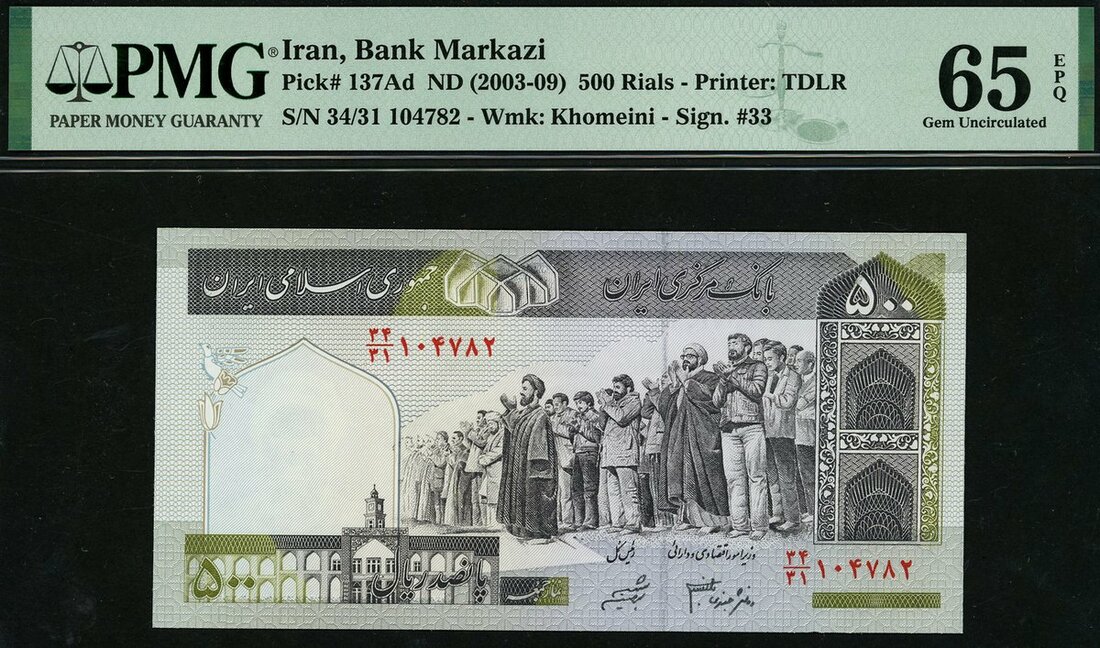 PMG® Iran, Bank Markazi
Pick# 137Ad ND (2003-09) 500 Rials - Printer: TDLR
PAPER MONEY GUARANTY
S/N 34/31 104782 - Wmk: Khomeini - Sign. #33
65 EPQ
Gem Uncirculated
بانک مرکزی ایران
جمهوری اسلامی ایران
۵۰۰
۳۴/۳۱ ۱۰۴۷۸۲
وزیر امور اقتصادی و دارائی
رئیس کل
۳۴/۳۱ ۱۰۴۷۸۲
پانصد ریال
۵۰۰